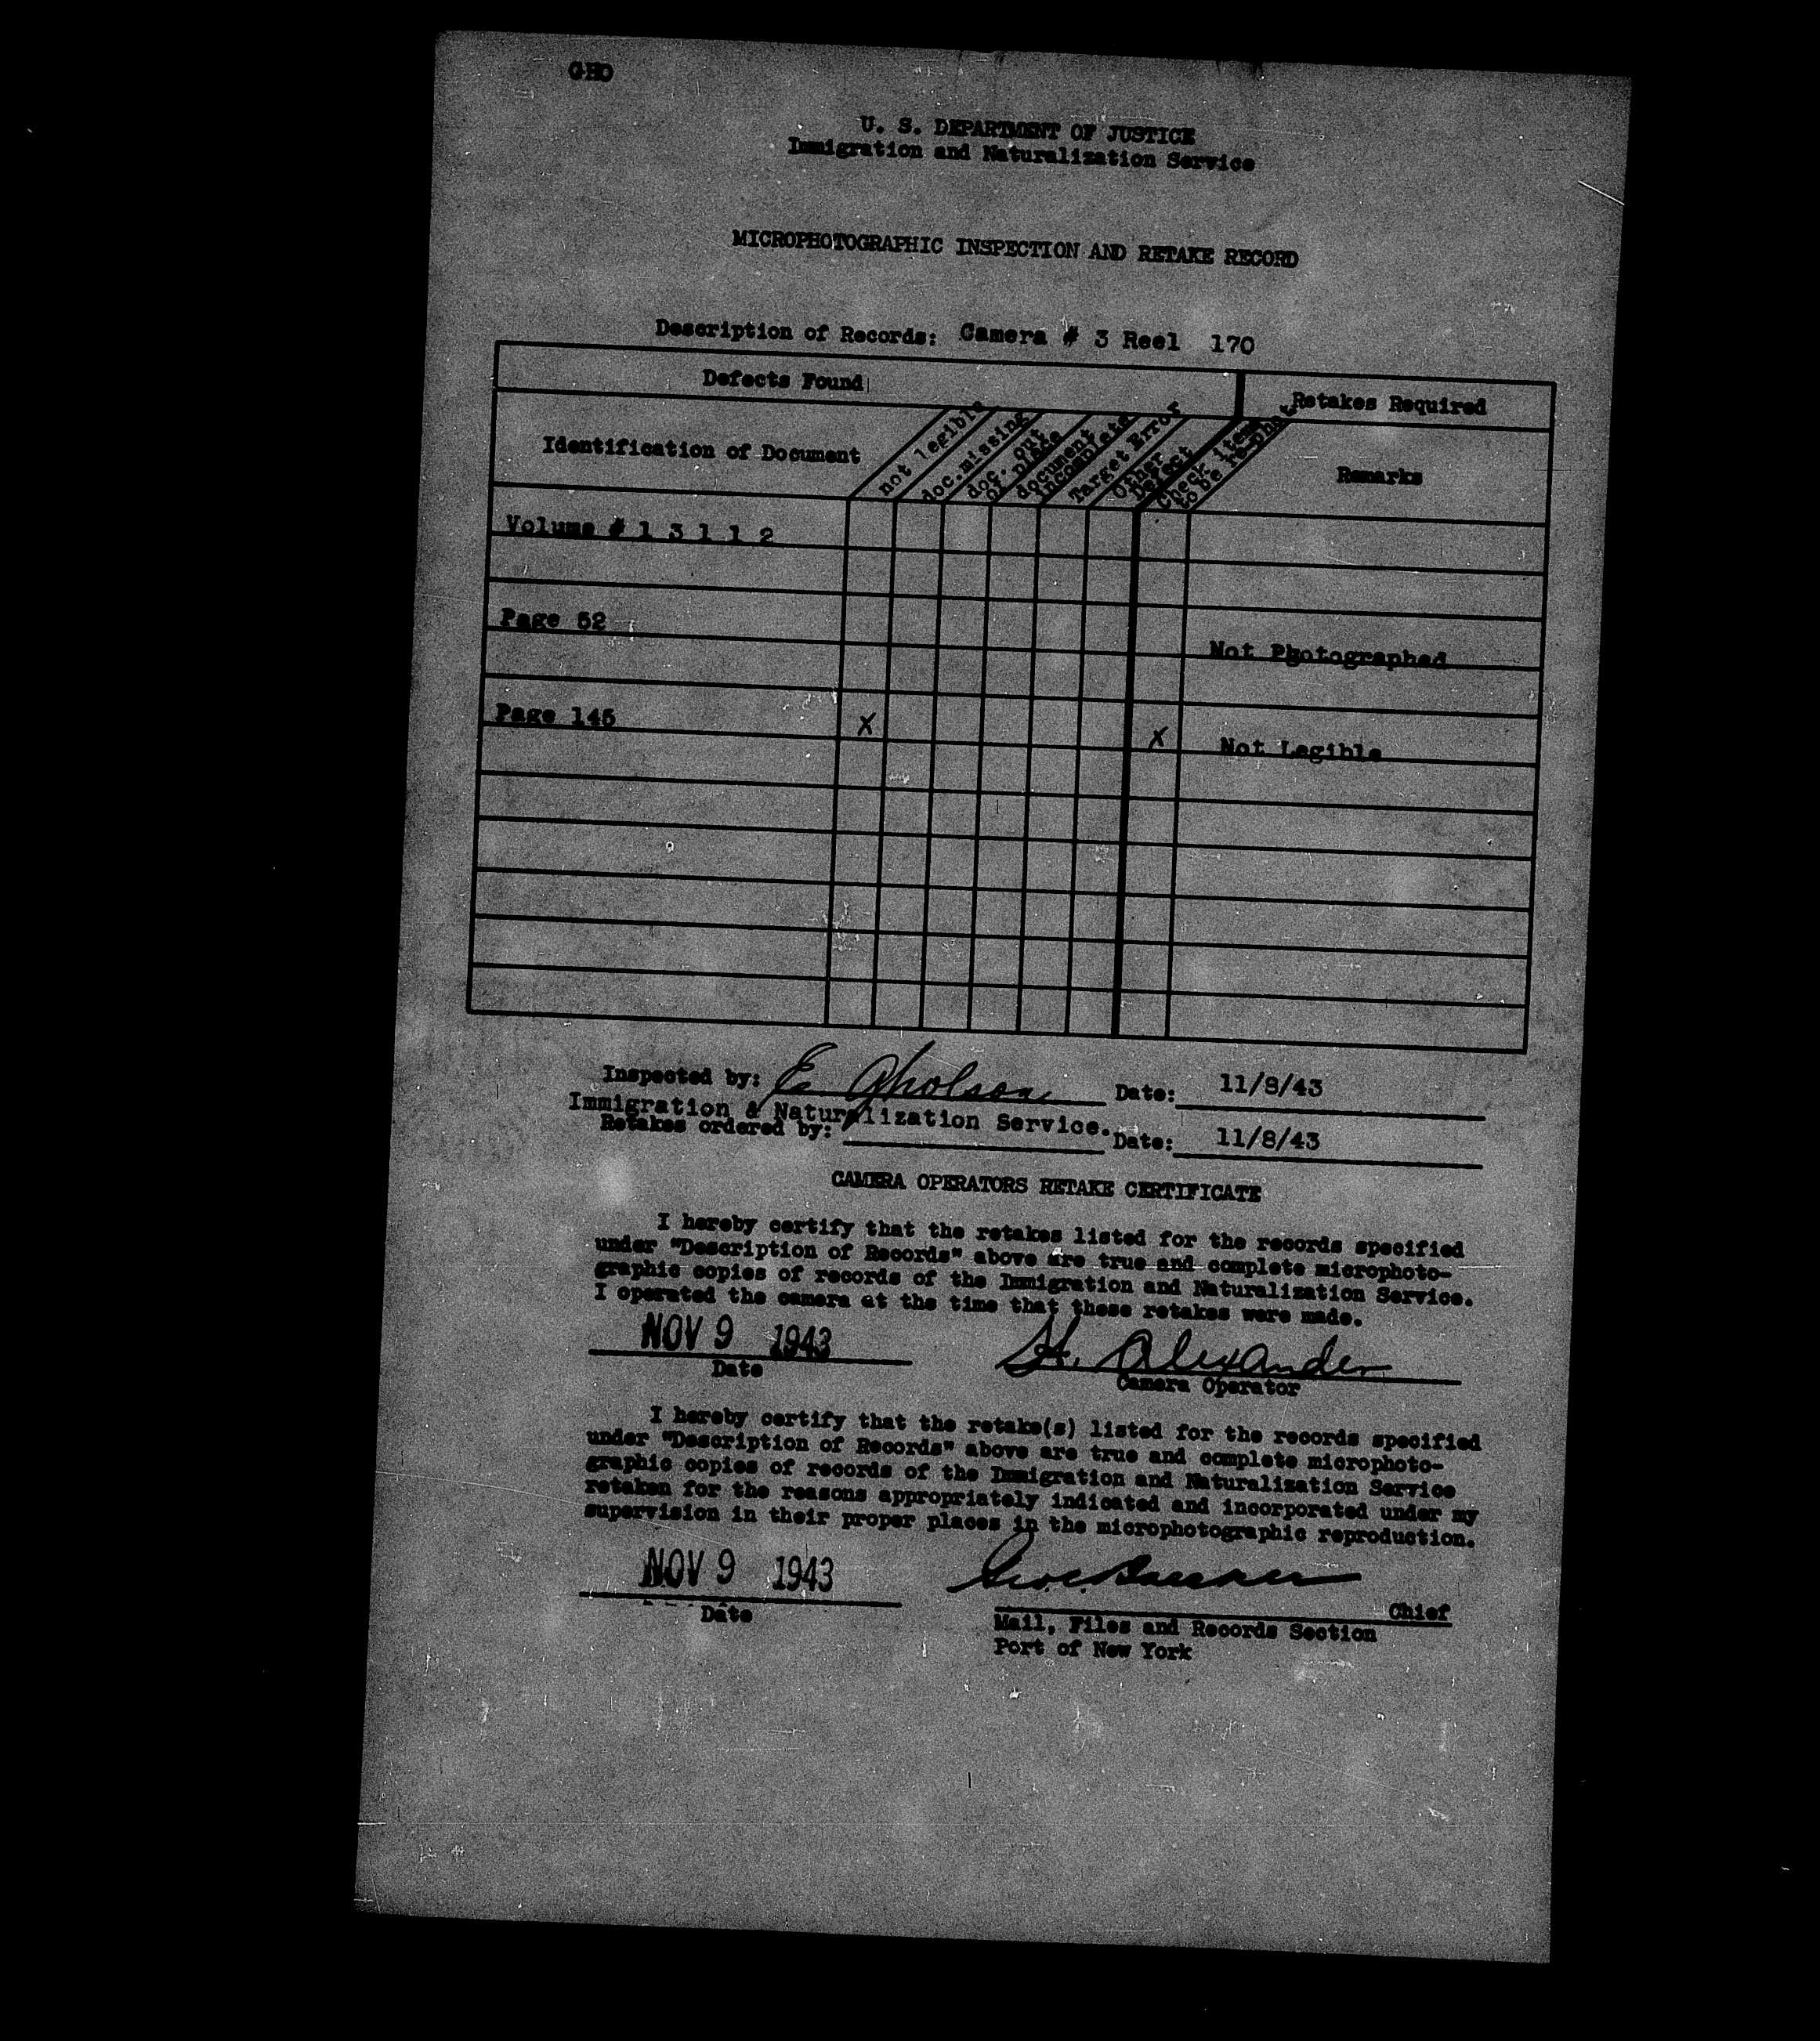 GHO
U. S. DEPARTMENT OF JUSTICE
Immigration and Naturalization Service
MICROPHOTOGRAPHIC INSPECTION AND RETAKE RECORD
Description of Records: Camera # 3 Reel 170
Defects Found
Retakes Required
Identification of Document
not legible
doc.missing
doc. out of place
document incomplete
Target Error
Other Defect
Check items to be re-pho.
Remarks
Volume # 1 3 1 1 2
Page 52
Not Photographed
Page 145 X X Not Legible
Inspected by: E. Gholson Date: 11/8/43
Immigration & Naturalization Service.
Retakes ordered by: Date: 11/8/43
CAMERA OPERATORS RETAKE CERTIFICATE
I hereby certify that the retakes listed for the records specified
under "Description of Records" above are true and complete microphoto-
graphic copies of records of the Immigration and Naturalization Service.
I operated the camera at the time that these retakes were made.
NOV 9 1943 H. Alexander
Date Camera Operator
I hereby certify that the retake(s) listed for the records specified
under "Description of Records" above are true and complete microphoto-
graphic copies of records of the Immigration and Naturalization Service
retaken for the reasons appropriately indicated and incorporated under my
supervision in their proper places in the microphotographic reproduction.
NOV 9 1943
Date
Chief
Mail, Files and Records Section
Port of New York